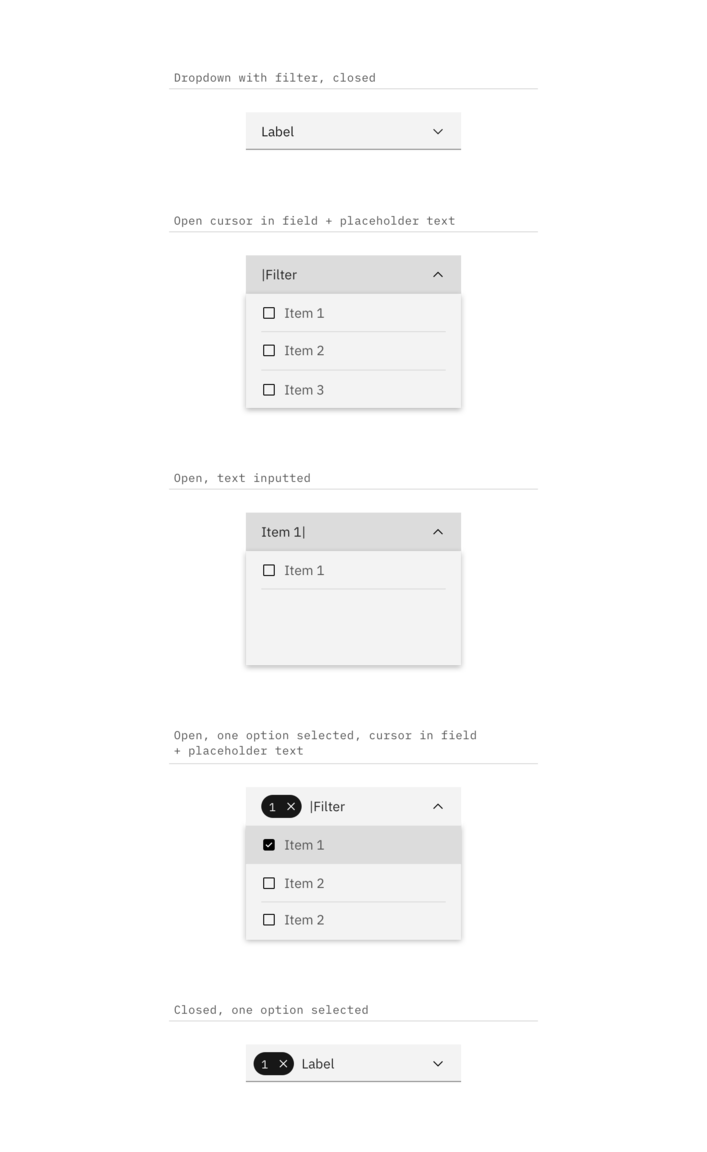 Dropdown with filter, closed
Label
Open cursor in field + placeholder text
|Filter
Item 1
Item 2
Item 3
Open, text inputted
Item 1|
Item 1
Open, one option selected, cursor in field
+ placeholder text
1 × |Filter
Item 1
Item 2
Item 2
Closed, one option selected
1 × Label